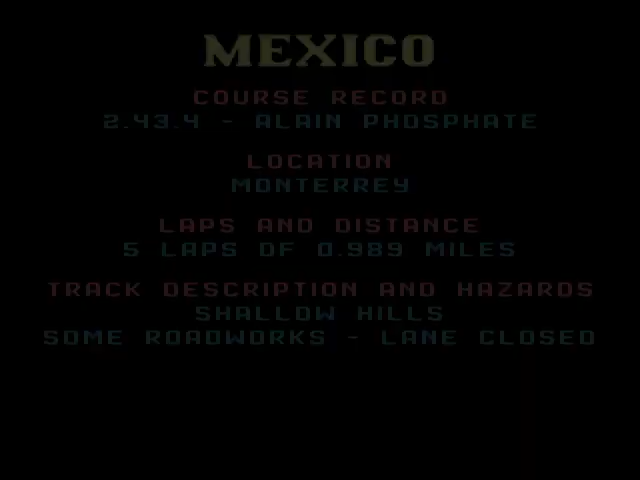 MEXICO
COURSE RECORD
2.43.4 - ALAIN PHOSPHATE
LOCATION
MONTERREY
LAPS AND DISTANCE
5 LAPS OF 0.989 MILES
TRACK DESCRIPTION AND HAZARDS
SHALLOW HILLS
SOME ROADWORKS - LANE CLOSED